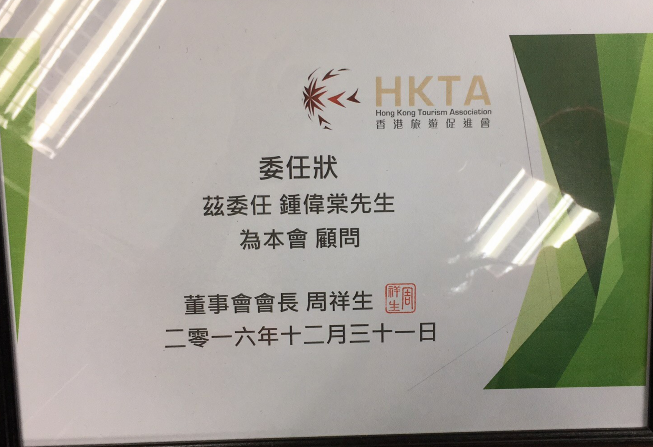 HKTA
Hong Kong Tourism Association
香港旅遊促進會
委任狀
茲委任 鍾偉棠先生
為本會 顧問
董事會會長 周祥生
周祥生
二零一六年十二月三十一日